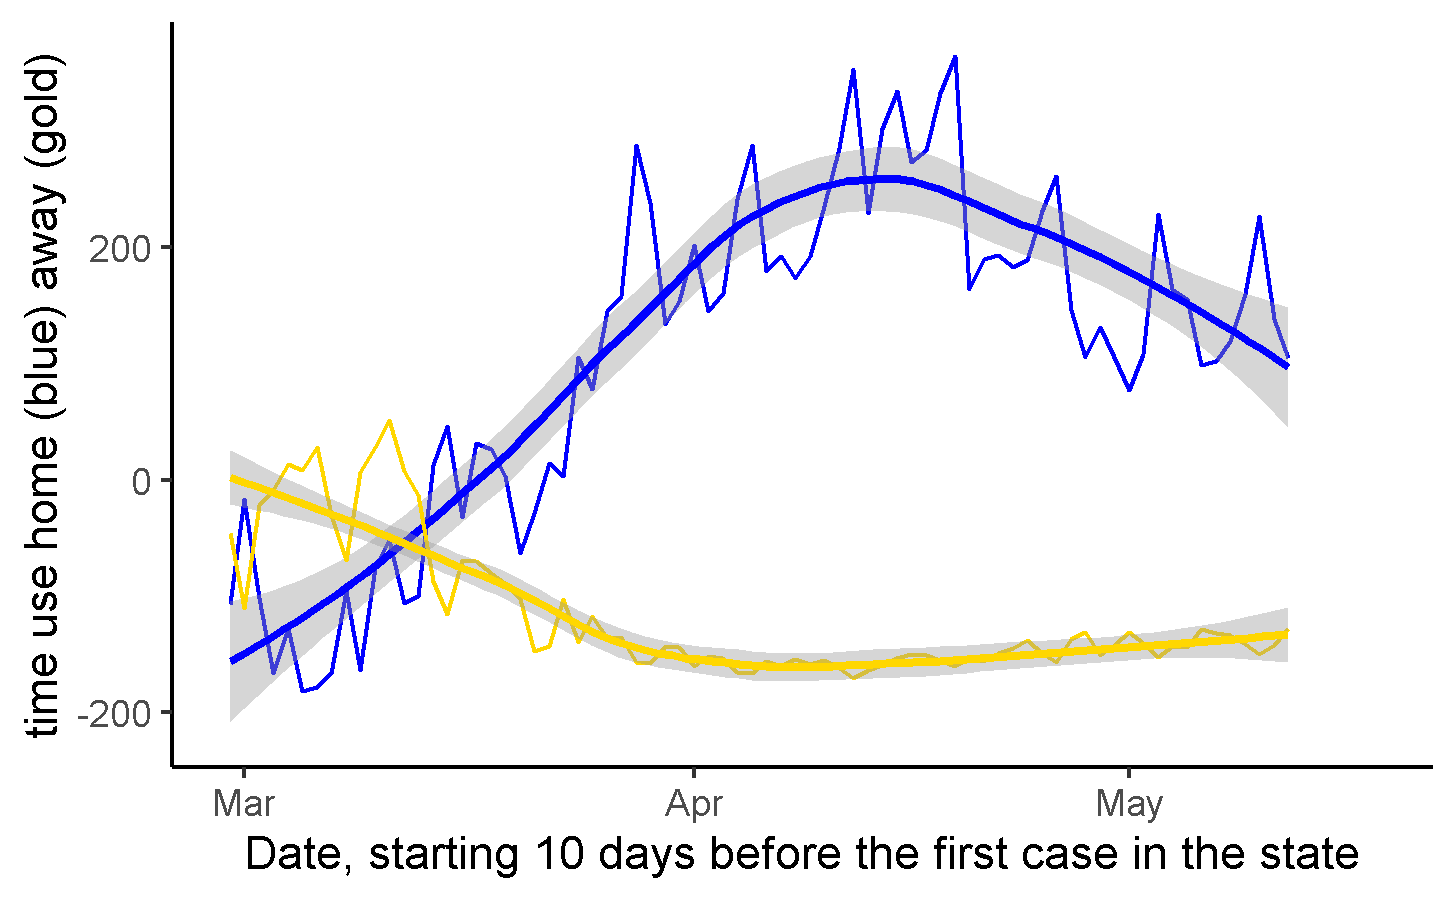 time use home (blue) away (gold)
200
0
-200
Mar
Apr
May
Date, starting 10 days before the first case in the state